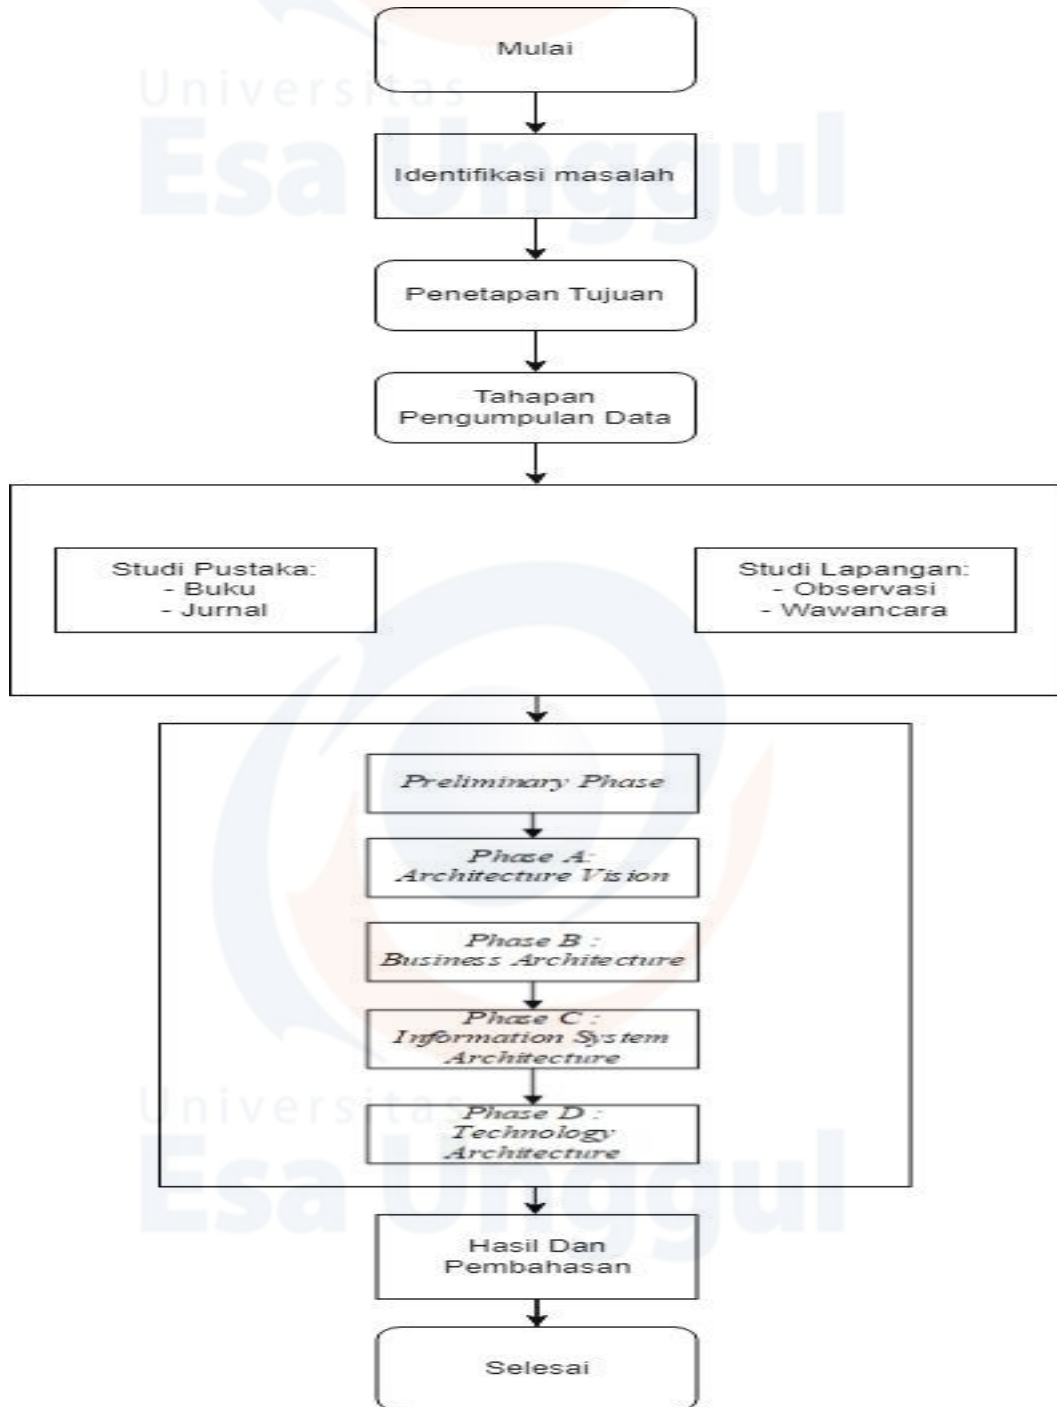 Mulai
Universitas
Esa Unggul
Identifikasi masalah
Penetapan Tujuan
Tahapan
Pengumpulan Data
Studi Pustaka:
- Buku
- Jurnal
Studi Lapangan:
- Observasi
- Wawancara
Preliminary Phase
Phase A:
Architecture Vision
Phase B :
Business Architecture
Phase C :
Information System
Architecture
Universitas
Esa Unggul
Phase D :
Technology
Architecture
Hasil Dan
Pembahasan
Selesai